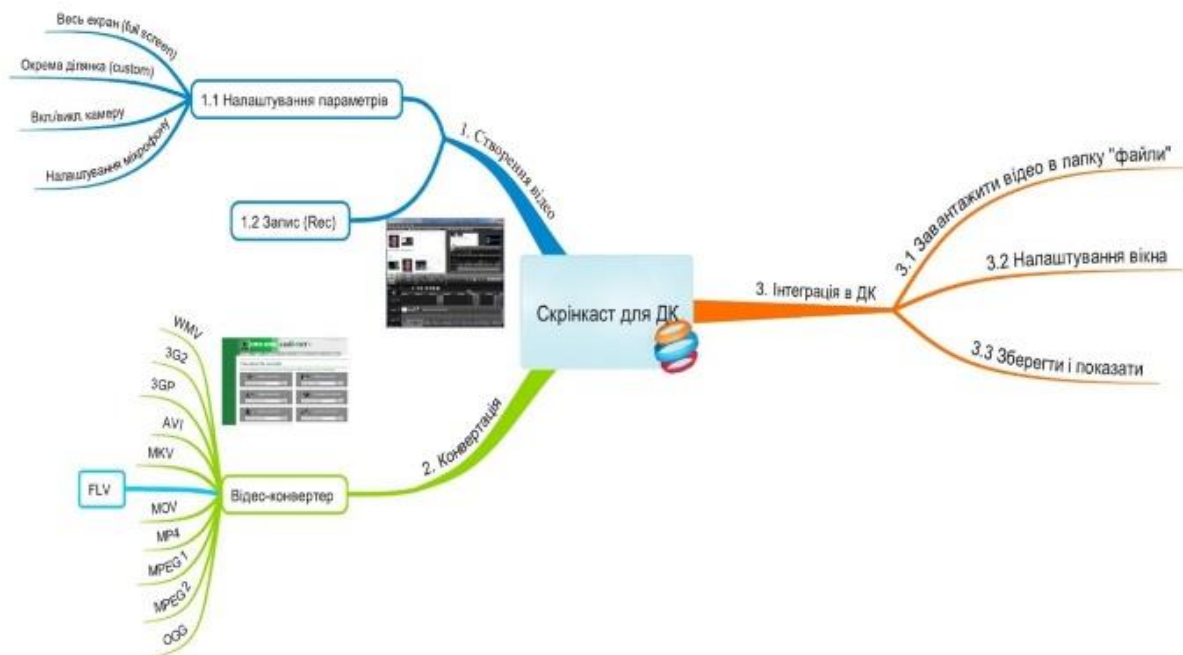 Весь екран (full screen)
Окрема ділянка (custom)
Вкл./викл. камеру
Налаштування мікрофону
1.1 Налаштування параметрів
1.2 Запис (Rec)
1. Створення відео
Скрінкаст для ДК
2. Конвертація
Відео-конвертер
WMV
3G2
3GP
AVI
MKV
FLV
MOV
MP4
MPEG 1
MPEG 2
OGG
3. Інтеграція в ДК
3.1 Завантажити відео в папку "файли"
3.2 Налаштування вікна
3.3 Зберегти і показати